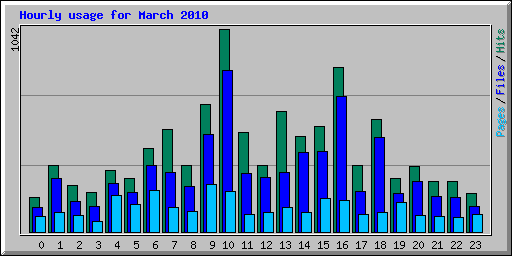 Hourly usage for March 2010
1042
Pages/Files/Hits
0 1 2 3 4 5 6 7 8 9 10 11 12 13 14 15 16 17 18 19 20 21 22 23